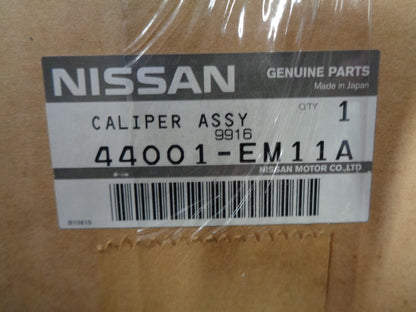 NISSAN
GENUINE PARTS
Made in Japan
CALIPER ASSY
QTY 1
9916
44001-EM11A
NISSAN MOTOR CO.,LTD.